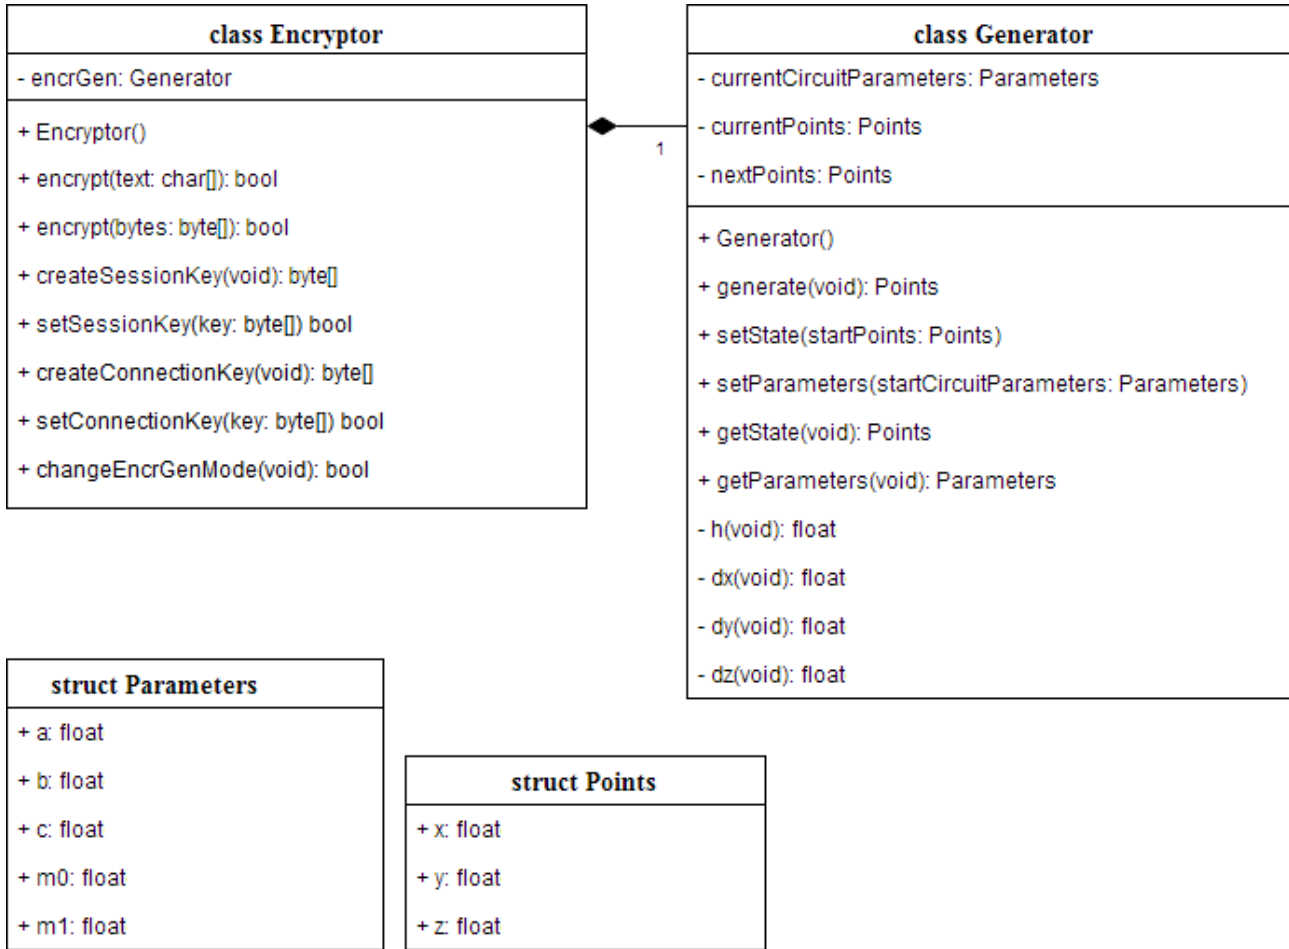 class Encryptor
- encrGen: Generator
+ Encryptor()
+ encrypt(text: char[]): bool
+ encrypt(bytes: byte[]): bool
+ createSessionKey(void): byte[]
+ setSessionKey(key: byte[]) bool
+ createConnectionKey(void): byte[]
+ setConnectionKey(key: byte[]) bool
+ changeEncrGenMode(void): bool
1
class Generator
- currentCircuitParameters: Parameters
- currentPoints: Points
- nextPoints: Points
+ Generator()
+ generate(void): Points
+ setState(startPoints: Points)
+ setParameters(startCircuitParameters: Parameters)
+ getState(void): Points
+ getParameters(void): Parameters
- h(void): float
- dx(void): float
- dy(void): float
- dz(void): float
struct Parameters
+ a: float
+ b: float
+ c: float
+ m0: float
+ m1: float
struct Points
+ x: float
+ y: float
+ z: float